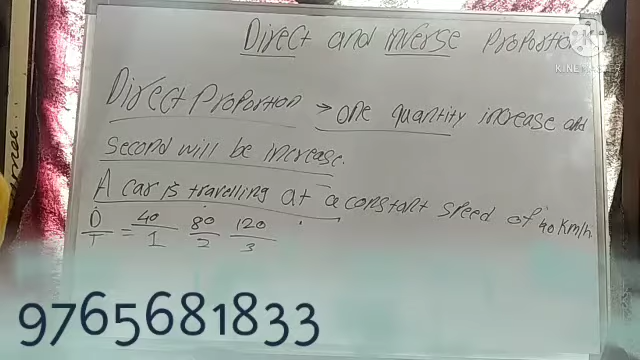 Direct and inverse Proportion
KINEMASTER
Direct Proportion → one quantity increase and
second will be increase.
A car is travelling at a constant speed of 40 km/h
D/T = 40/1 80/2 120/3
9765681833